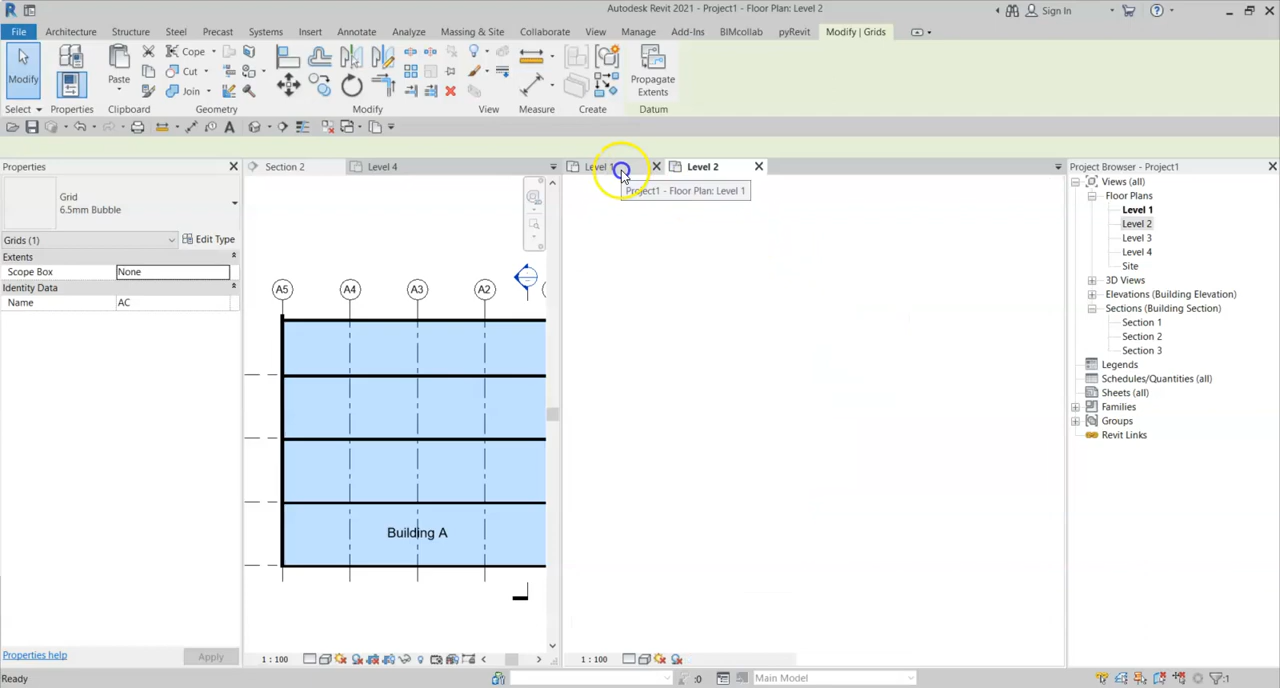 Autodesk Revit 2021 - Project1 - Floor Plan: Level 2
Sign In
File Architecture Structure Steel Precast Systems Insert Annotate Analyze Massing & Site Collaborate View Manage Add-Ins BIMcollab pyRevit Modify | Grids
Modify Paste Cope Cut Join Propagate Extents
Select Properties Clipboard Geometry Modify View Measure Create Datum
Properties
Section 2
Level 4
Level 1
Level 2
Project1 - Floor Plan: Level 1
Project Browser - Project1
Grid
6.5mm Bubble
Grids (1)
Edit Type
Extents
Scope Box None
Identity Data
Name AC
Properties help
Apply
A5 A4 A3 A2
Building A
Views (all)
Floor Plans
Level 1
Level 2
Level 3
Level 4
Site
3D Views
Elevations (Building Elevation)
Sections (Building Section)
Section 1
Section 2
Section 3
Legends
Schedules/Quantities (all)
Sheets (all)
Families
Groups
Revit Links
1 : 100
1 : 100
Ready
:0
Main Model
:1